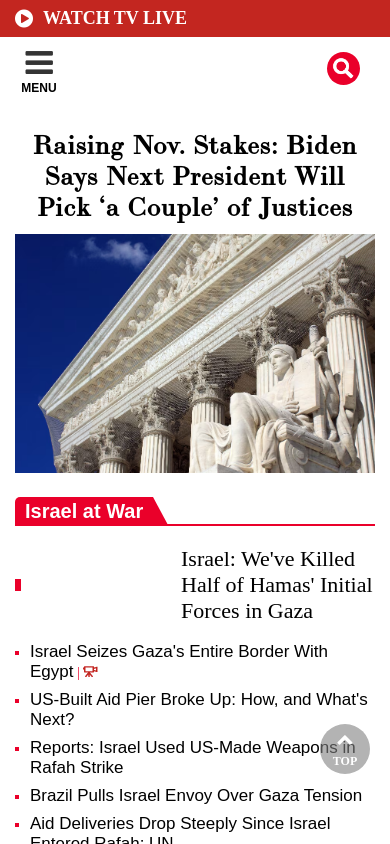 WATCH TV LIVE
MENU
Raising Nov. Stakes: Biden
Says Next President Will
Pick ‘a Couple’ of Justices
Israel at War
Israel: We've Killed
Half of Hamas' Initial
Forces in Gaza
Israel Seizes Gaza's Entire Border With
Egypt |
US-Built Aid Pier Broke Up: How, and What's
Next?
Reports: Israel Used US-Made Weapons in
Rafah Strike
TOP
Brazil Pulls Israel Envoy Over Gaza Tension
Aid Deliveries Drop Steeply Since Israel
Entered Rafah: UN